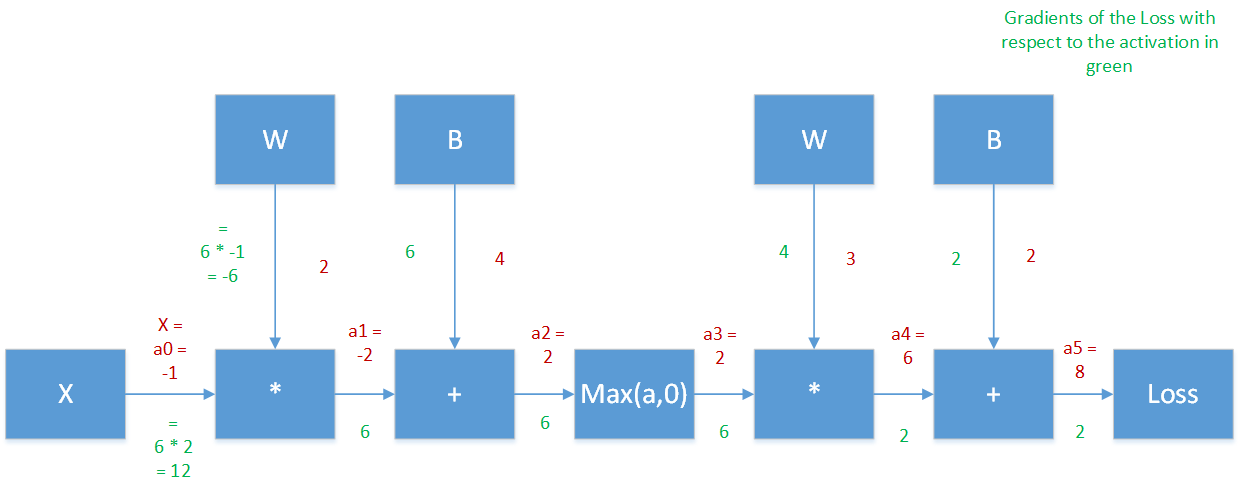 Gradients of the Loss with
respect to the activation in
green
W
B
W
B
=
6 * -1
= -6
2
6
4
4
3
2
2
X =
a0 =
-1
a1 =
-2
a2 =
2
a3 =
2
a4 =
6
a5 =
8
X
*
+
Max(a,0)
*
+
Loss
=
6 * 2
= 12
6
6
6
2
2